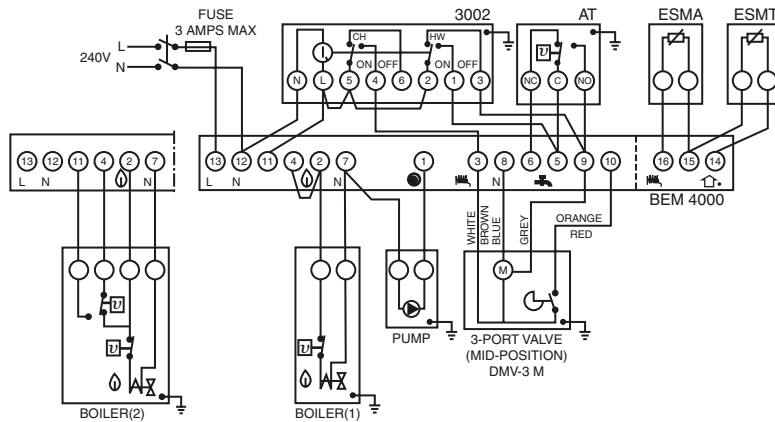 FUSE
3 AMPS MAX
240V
L
N
3002
CH
HW
ON OFF
ON OFF
N L 5 4 6 2 1 3
AT
υ
NC C NO
ESMA
ESMT
13 12 11 4 2 7
L N N
13 12 11 4 2 7 1 3 8 6 5 9 10 16 15 14
L N N N
BEM 4000
WHITE
BROWN
BLUE
GREY
ORANGE
RED
υ
υ
BOILER(2)
υ
BOILER(1)
PUMP
M
3-PORT VALVE
(MID-POSITION)
DMV-3 M